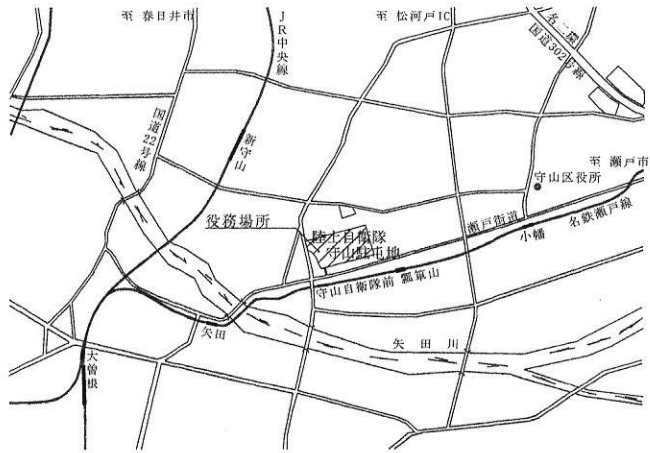 至 春日井市
JR中央線
至 松河戸IC
名二環
国道302号線
国道22号線
新守山
至 瀬戸市
守山区役所
役務場所
陸上自衛隊
守山駐屯地
瀬戸街道
名鉄瀬戸線
小幡
守山自衛隊前
瓢箪山
矢田
矢田川
大曽根